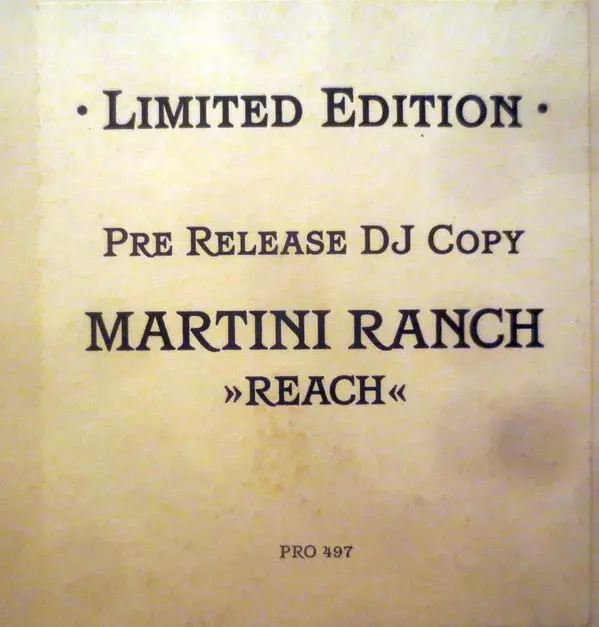 · LIMITED EDITION ·
PRE RELEASE DJ COPY
MARTINI RANCH
»REACH«
PRO 497